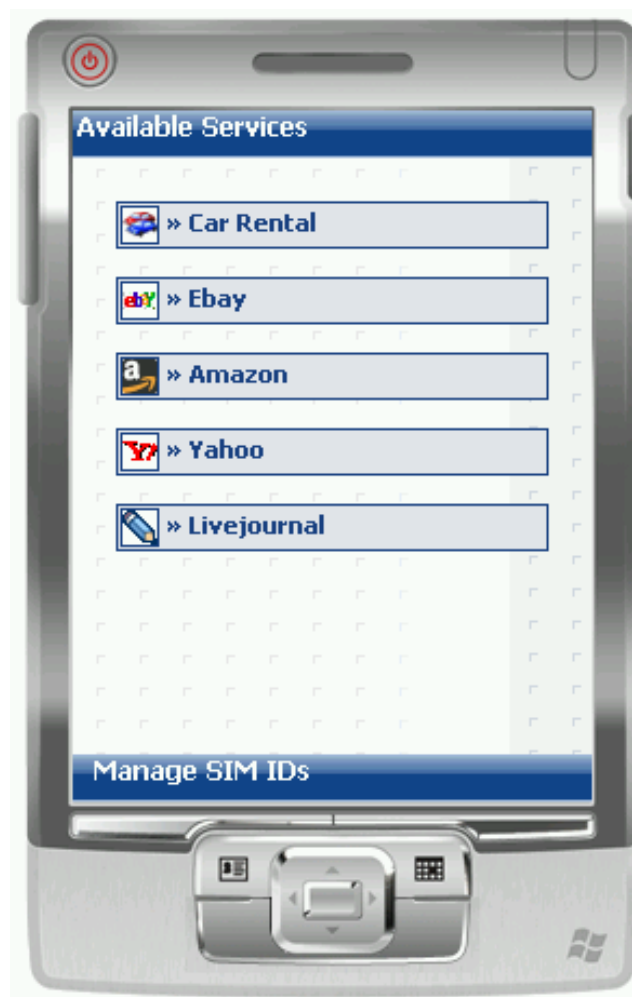 Available Services
» Car Rental
ebY » Ebay
a » Amazon
Y! » Yahoo
» Livejournal
Manage SIM IDs